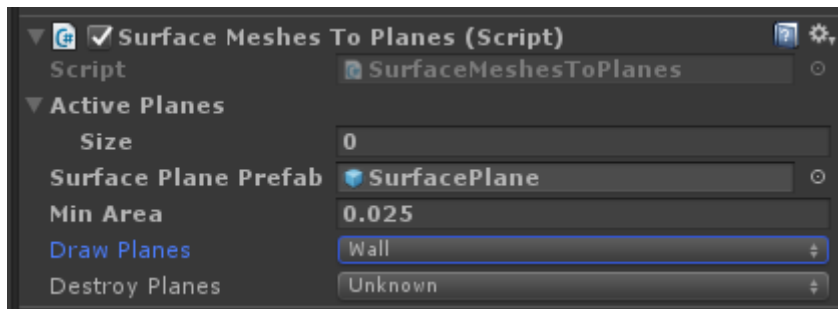 Surface Meshes To Planes (Script)
Script SurfaceMeshesToPlanes
Active Planes
Size 0
Surface Plane Prefab SurfacePlane
Min Area 0.025
Draw Planes Wall
Destroy Planes Unknown